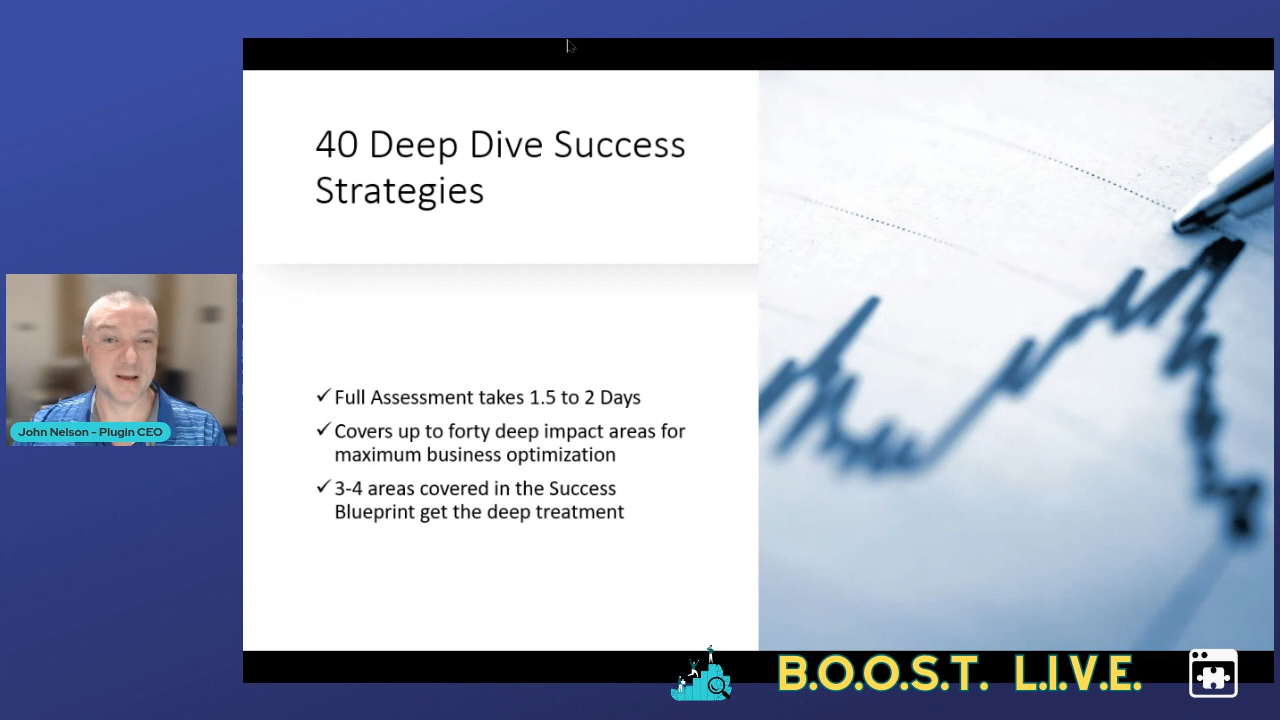 40 Deep Dive Success
Strategies
✓ Full Assessment takes 1.5 to 2 Days
✓ Covers up to forty deep impact areas for
maximum business optimization
✓ 3-4 areas covered in the Success
Blueprint get the deep treatment
John Nelson - Plugin CEO
B.O.O.S.T. L.I.V.E.